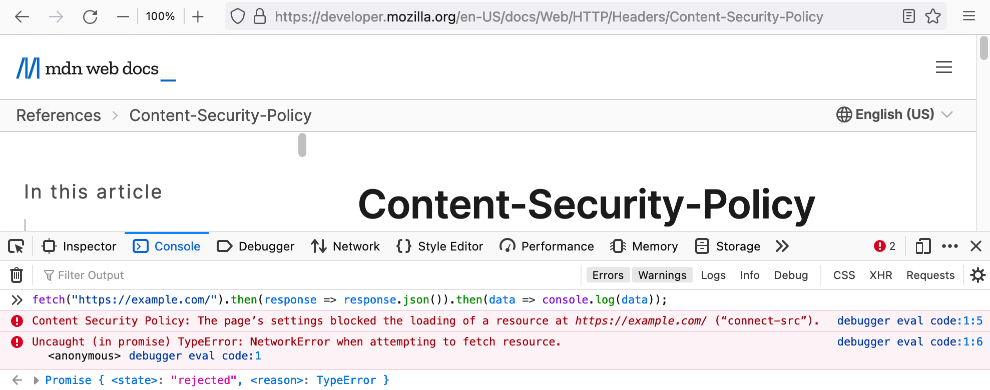 100%
https://developer.mozilla.org/en-US/docs/Web/HTTP/Headers/Content-Security-Policy
mdn web docs_
References > Content-Security-Policy
English (US)
In this article
Content-Security-Policy
Inspector Console Debugger Network {} Style Editor Performance Memory Storage 2
Filter Output Errors Warnings Logs Info Debug CSS XHR Requests
fetch("https://example.com/").then(response => response.json()).then(data => console.log(data));
Content Security Policy: The page’s settings blocked the loading of a resource at https://example.com/ (“connect-src”). debugger eval code:1:5
Uncaught (in promise) TypeError: NetworkError when attempting to fetch resource. debugger eval code:1:6
<anonymous> debugger eval code:1
Promise { <state>: "rejected", <reason>: TypeError }